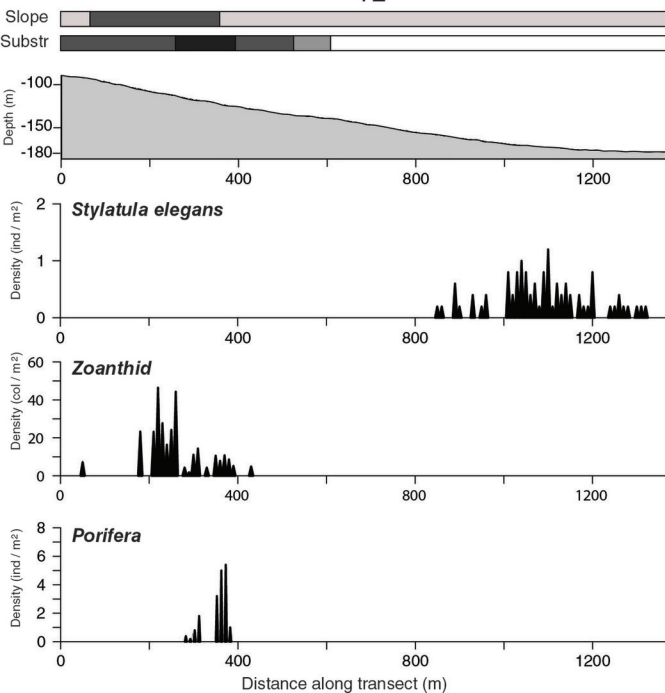 Slope
Substr
Depth (m)
-100
-150
-180
0 400 800 1200
Stylatula elegans
Density (ind / m²)
2
1
0
0 400 800 1200
Zoanthid
Density (col / m²)
60
40
20
0
0 400 800 1200
Porifera
Density (ind / m²)
8
6
4
2
0
0 400 800 1200
Distance along transect (m)